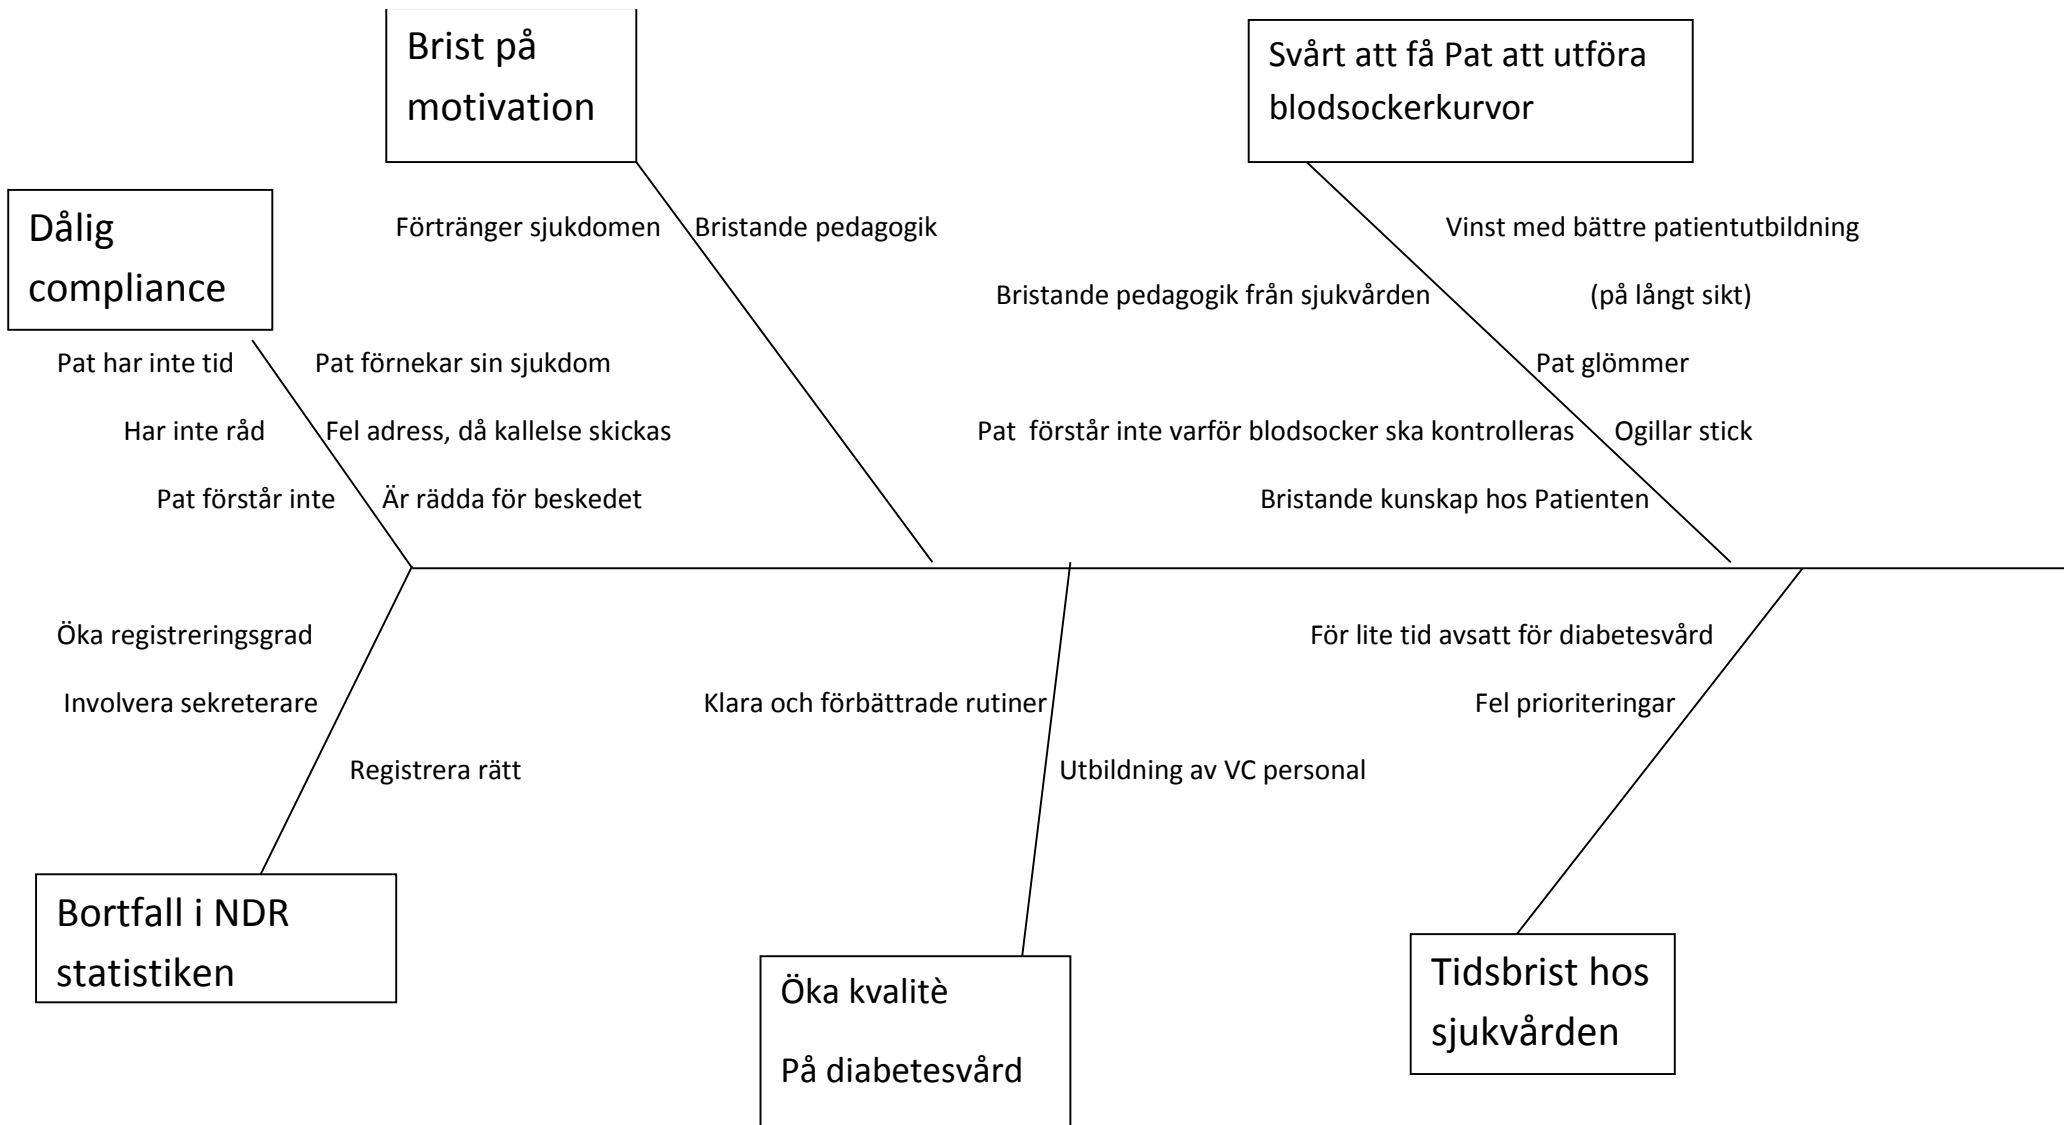 Brist på
motivation
Svårt att få Pat att utföra
blodsockerkurvor
Dålig
compliance
Förtränger sjukdomen Bristande pedagogik
Vinst med bättre patientutbildning
Bristande pedagogik från sjukvården (på långt sikt)
Pat har inte tid Pat förnekar sin sjukdom
Pat glömmer
Har inte råd Fel adress, då kallelse skickas
Pat förstår inte varför blodsocker ska kontrolleras Ogillar stick
Pat förstår inte Är rädda för beskedet
Bristande kunskap hos Patienten
Öka registreringsgrad
För lite tid avsatt för diabetesvård
Involvera sekreterare
Klara och förbättrade rutiner
Fel prioriteringar
Registrera rätt
Utbildning av VC personal
Bortfall i NDR
statistiken
Öka kvalitè
På diabetesvård
Tidsbrist hos
sjukvården